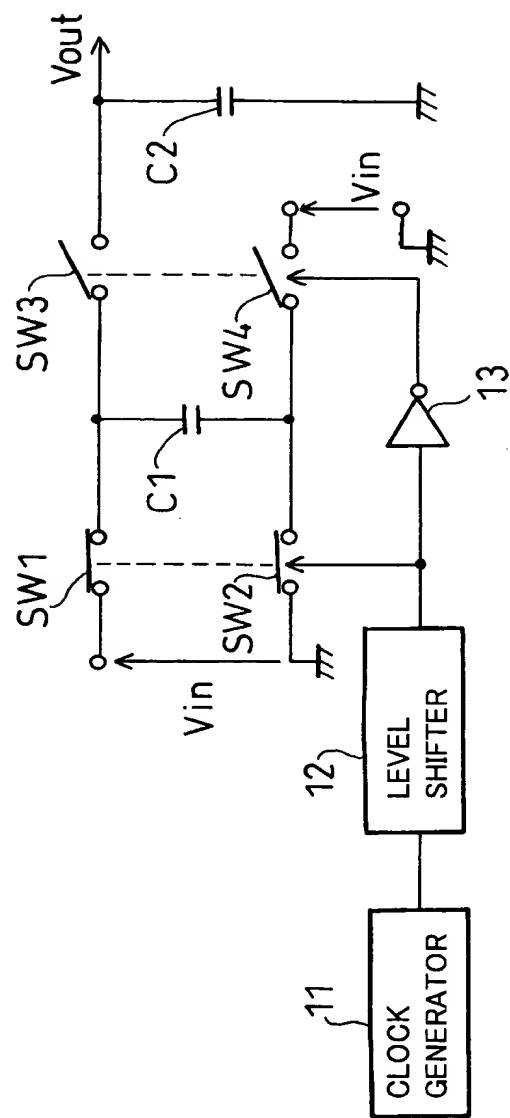 SW1
SW3
Vout
C1
C2
Vin
SW2
SW4
Vin
11
12
13
CLOCK
GENERATOR
LEVEL
SHIFTER